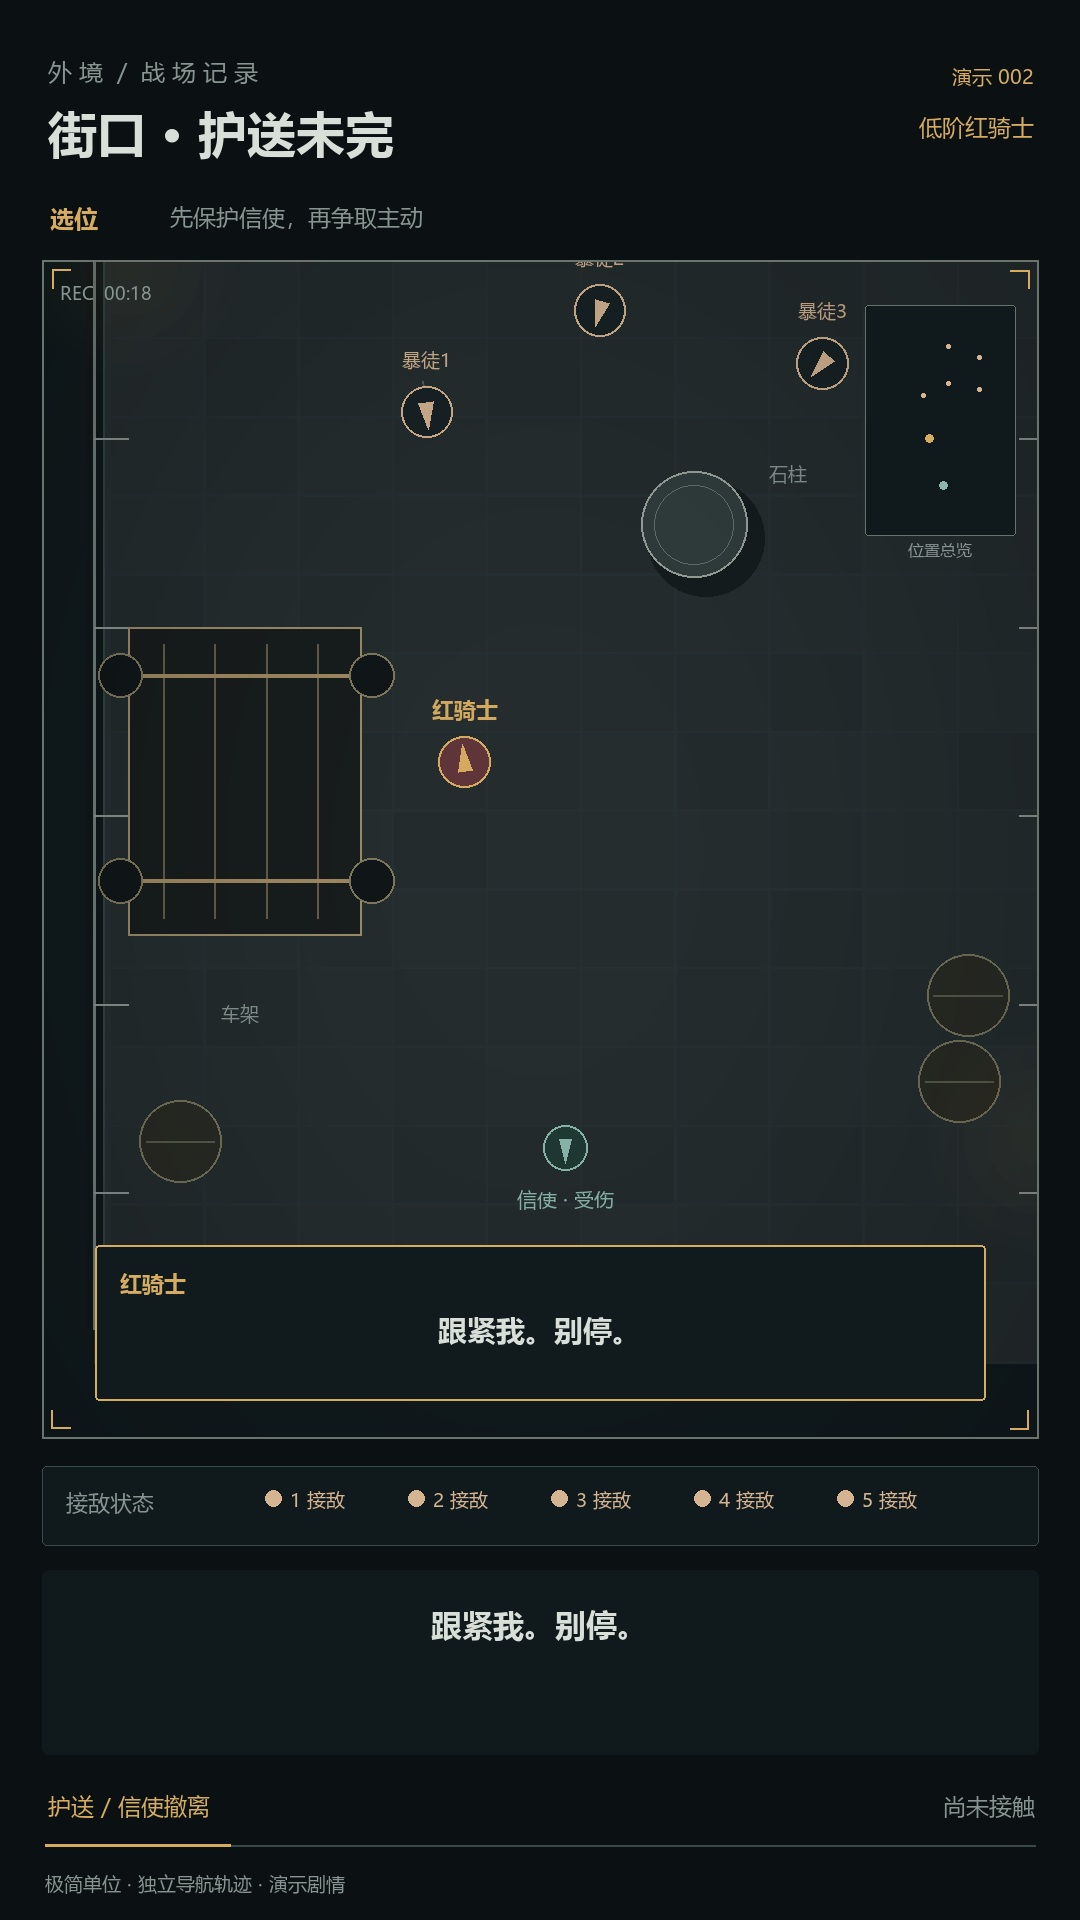 外境 / 战场记录
演示 002
街口·护送未完
低阶红骑士
选位
先保护信使，再争取主动
REC 00:18
暴徒2
暴徒3
暴徒1
石柱
位置总览
红骑士
车架
信使·受伤
红骑士
跟紧我。别停。
接敌状态
1 接敌
2 接敌
3 接敌
4 接敌
5 接敌
跟紧我。别停。
护送 / 信使撤离
尚未接触
极简单位·独立导航轨迹·演示剧情